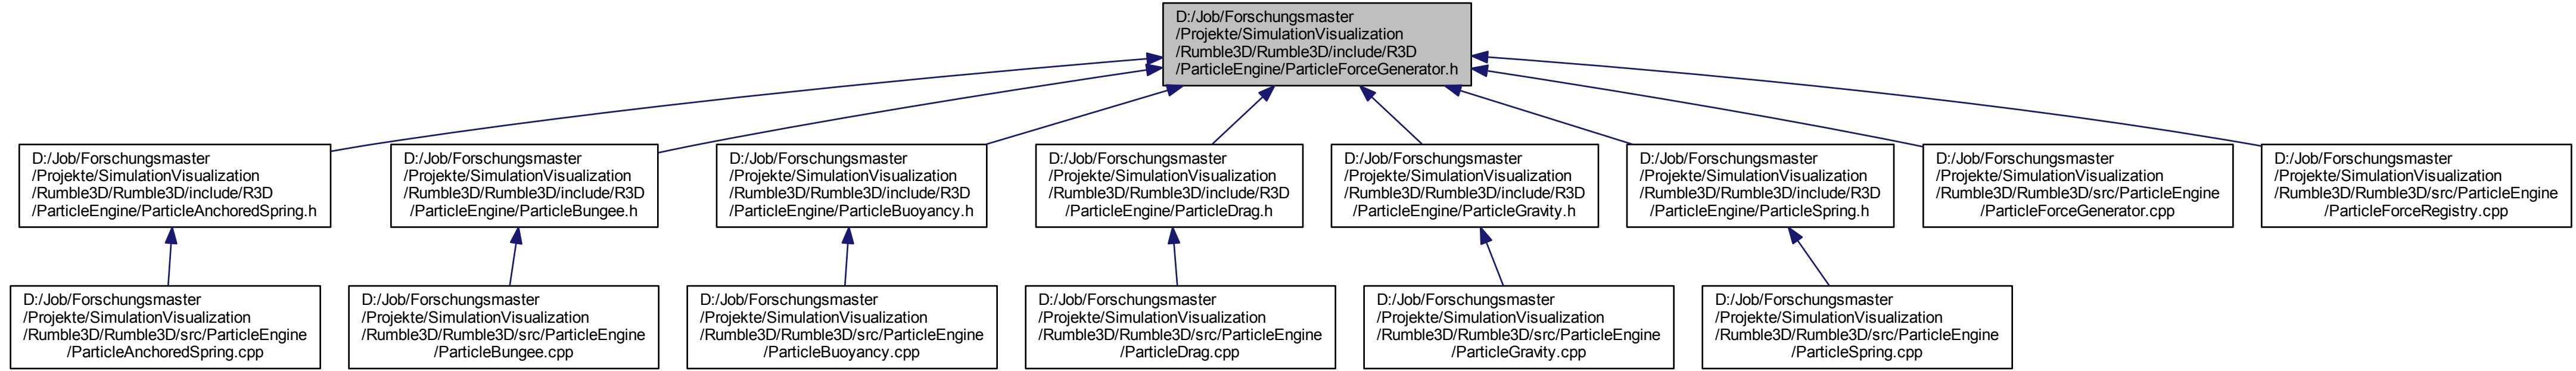 D:/Job/Forschungsmaster
/Projekte/SimulationVisualization
/Rumble3D/Rumble3D/include/R3D
/ParticleEngine/ParticleForceGenerator.h
D:/Job/Forschungsmaster
/Projekte/SimulationVisualization
/Rumble3D/Rumble3D/include/R3D
/ParticleEngine/ParticleAnchoredSpring.h
D:/Job/Forschungsmaster
/Projekte/SimulationVisualization
/Rumble3D/Rumble3D/include/R3D
/ParticleEngine/ParticleBungee.h
D:/Job/Forschungsmaster
/Projekte/SimulationVisualization
/Rumble3D/Rumble3D/include/R3D
/ParticleEngine/ParticleBuoyancy.h
D:/Job/Forschungsmaster
/Projekte/SimulationVisualization
/Rumble3D/Rumble3D/include/R3D
/ParticleEngine/ParticleDrag.h
D:/Job/Forschungsmaster
/Projekte/SimulationVisualization
/Rumble3D/Rumble3D/include/R3D
/ParticleEngine/ParticleGravity.h
D:/Job/Forschungsmaster
/Projekte/SimulationVisualization
/Rumble3D/Rumble3D/include/R3D
/ParticleEngine/ParticleSpring.h
D:/Job/Forschungsmaster
/Projekte/SimulationVisualization
/Rumble3D/Rumble3D/src/ParticleEngine
/ParticleForceGenerator.cpp
D:/Job/Forschungsmaster
/Projekte/SimulationVisualization
/Rumble3D/Rumble3D/src/ParticleEngine
/ParticleForceRegistry.cpp
D:/Job/Forschungsmaster
/Projekte/SimulationVisualization
/Rumble3D/Rumble3D/src/ParticleEngine
/ParticleAnchoredSpring.cpp
D:/Job/Forschungsmaster
/Projekte/SimulationVisualization
/Rumble3D/Rumble3D/src/ParticleEngine
/ParticleBungee.cpp
D:/Job/Forschungsmaster
/Projekte/SimulationVisualization
/Rumble3D/Rumble3D/src/ParticleEngine
/ParticleBuoyancy.cpp
D:/Job/Forschungsmaster
/Projekte/SimulationVisualization
/Rumble3D/Rumble3D/src/ParticleEngine
/ParticleDrag.cpp
D:/Job/Forschungsmaster
/Projekte/SimulationVisualization
/Rumble3D/Rumble3D/src/ParticleEngine
/ParticleGravity.cpp
D:/Job/Forschungsmaster
/Projekte/SimulationVisualization
/Rumble3D/Rumble3D/src/ParticleEngine
/ParticleSpring.cpp